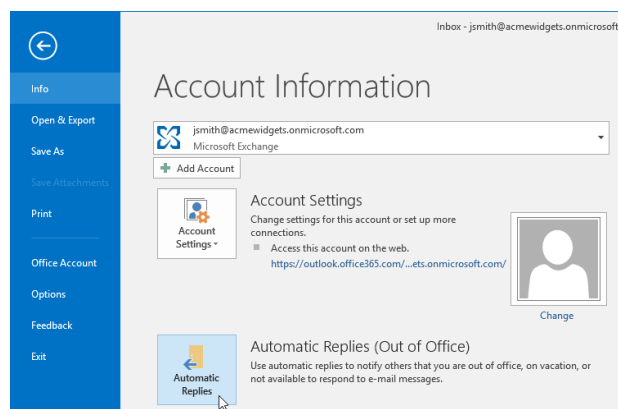 Inbox - jsmith@acmewidgets.onmicrosoft
Info
Open & Export
Save As
Save Attachments
Print
Office Account
Options
Feedback
Exit
Account Information
jsmith@acmewidgets.onmicrosoft.com
Microsoft Exchange
Add Account
Account
Settings
Account Settings
Change settings for this account or set up more
connections.
Access this account on the web.
https://outlook.office365.com/...ets.onmicrosoft.com/
Change
Automatic
Replies
Automatic Replies (Out of Office)
Use automatic replies to notify others that you are out of office, on vacation, or
not available to respond to e-mail messages.